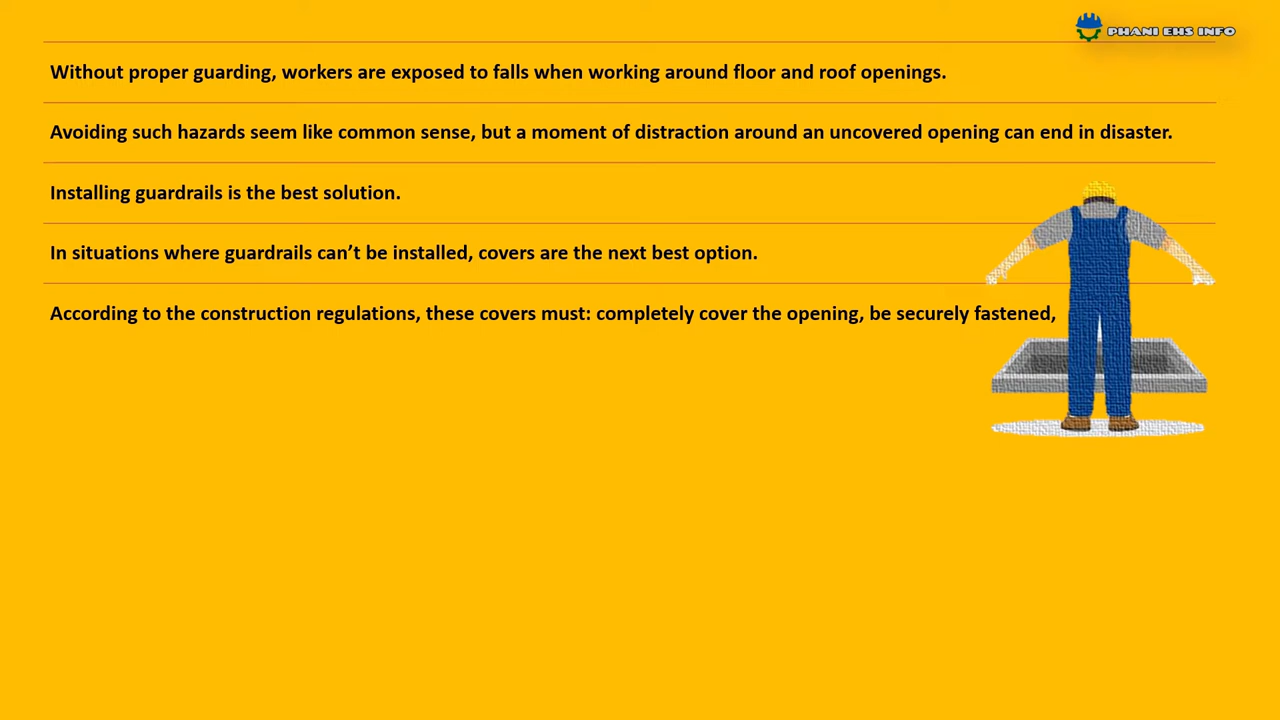 PHANI EHS INFO
Without proper guarding, workers are exposed to falls when working around floor and roof openings.
Avoiding such hazards seem like common sense, but a moment of distraction around an uncovered opening can end in disaster.
Installing guardrails is the best solution.
In situations where guardrails can’t be installed, covers are the next best option.
According to the construction regulations, these covers must: completely cover the opening, be securely fastened,